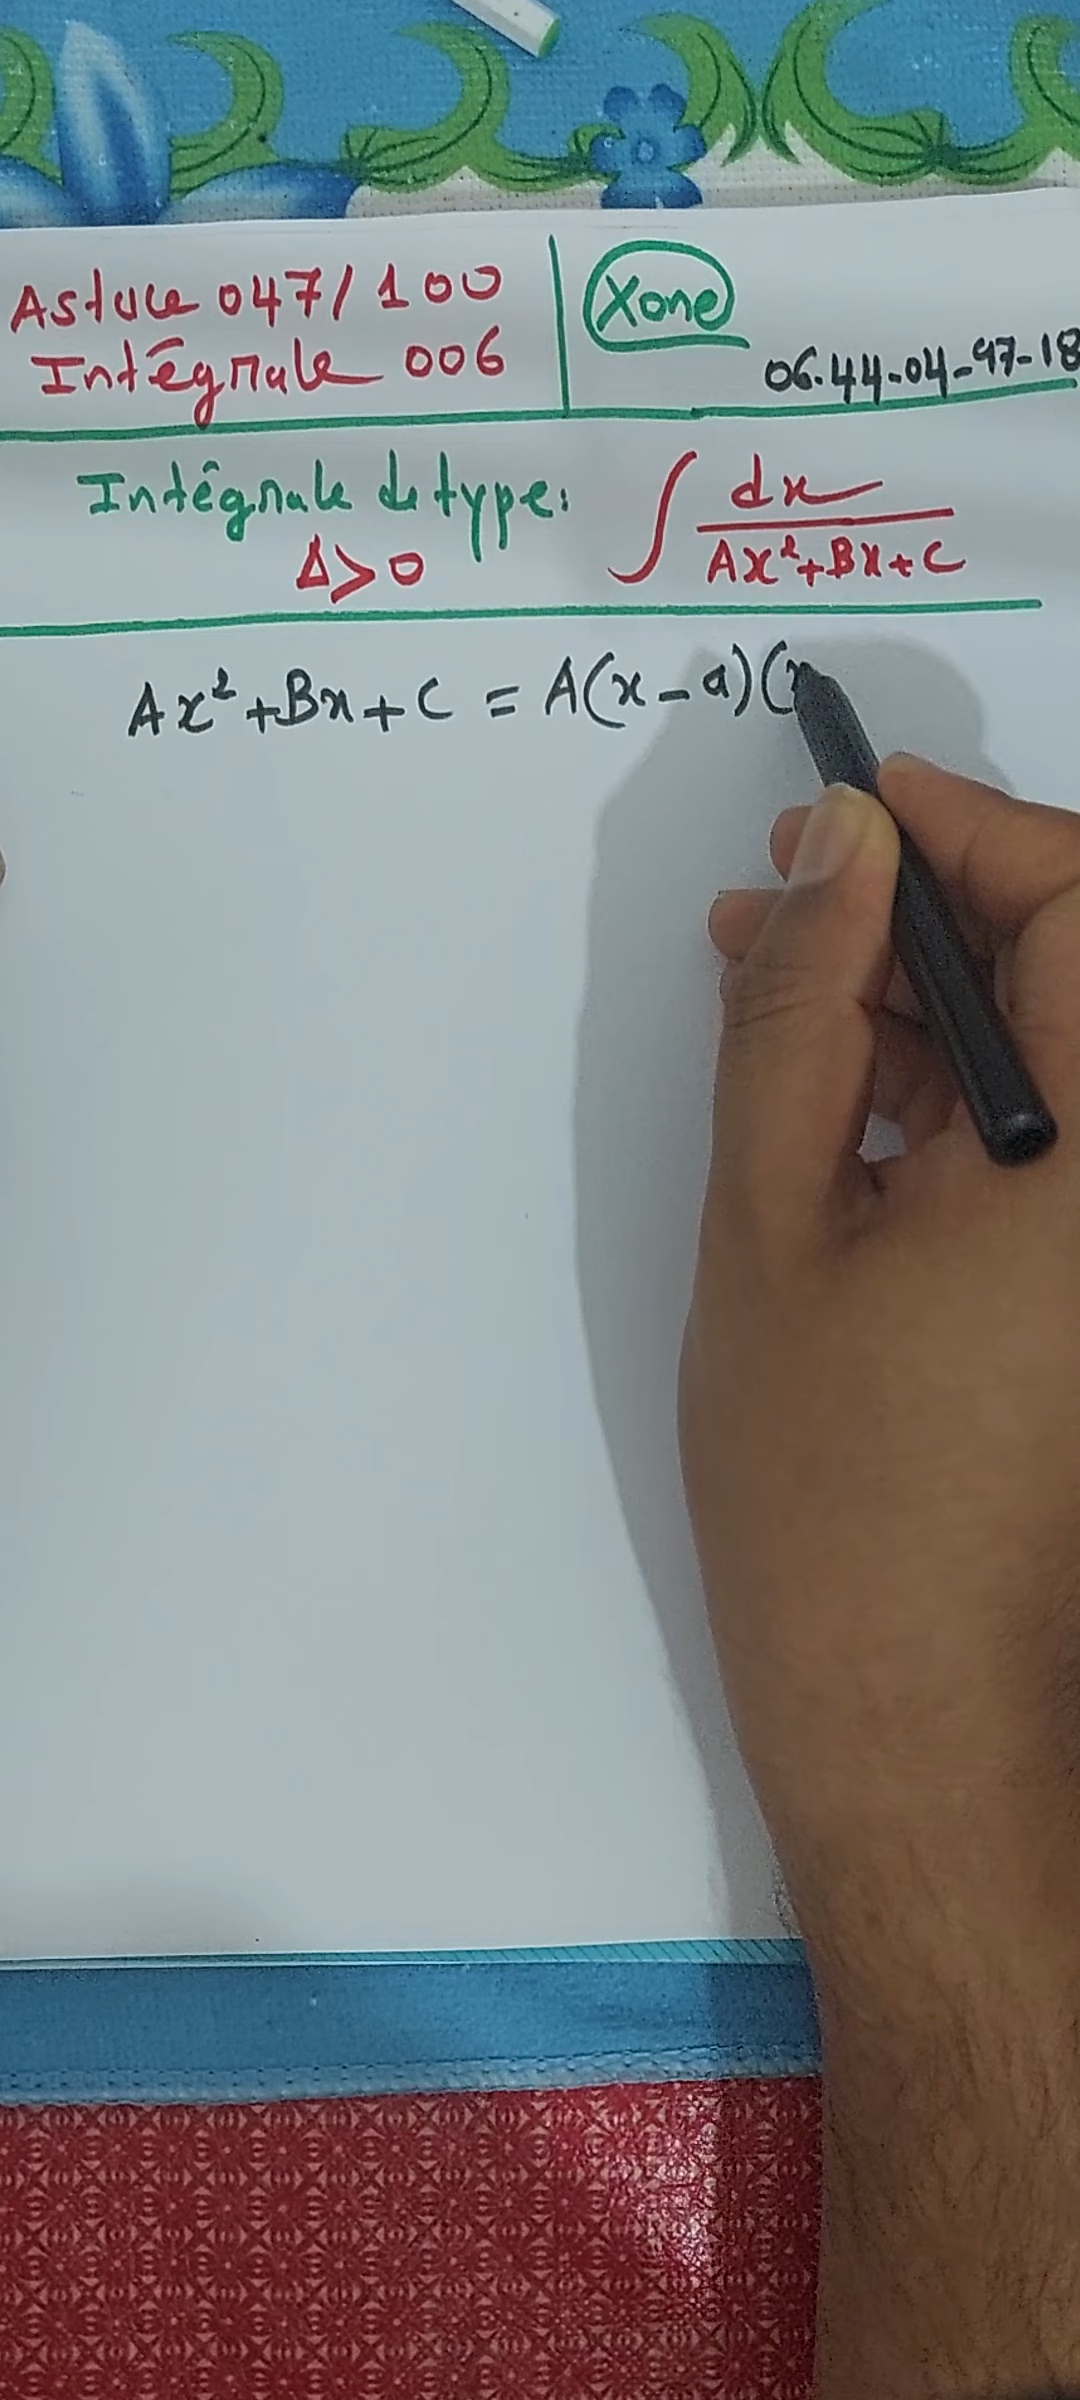 Astuce 047/100
Intégrale 006
Xone
06.44-04-97-18
Intégrale de type: ∫ dx / Ax²+Bx+C
Δ>0
Ax²+Bx+C = A(x-a)(x